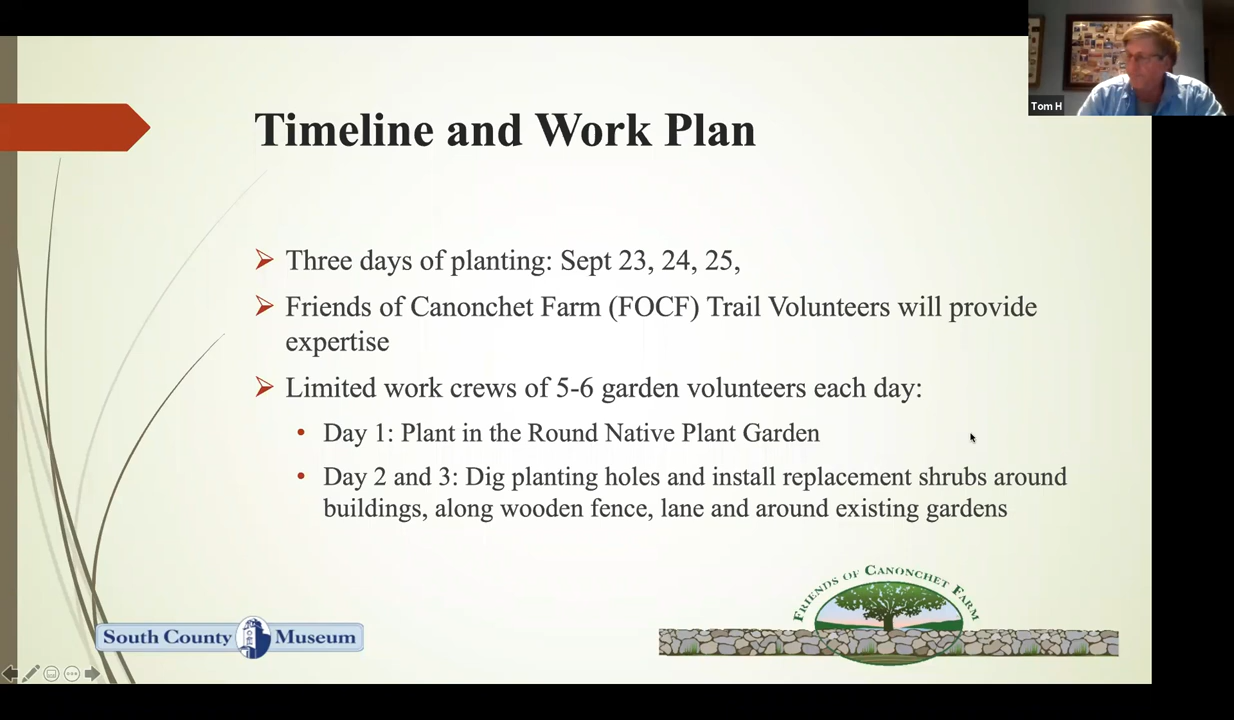 Tom H
Timeline and Work Plan
Three days of planting: Sept 23, 24, 25,
Friends of Canonchet Farm (FOCF) Trail Volunteers will provide
expertise
Limited work crews of 5-6 garden volunteers each day:
Day 1: Plant in the Round Native Plant Garden
Day 2 and 3: Dig planting holes and install replacement shrubs around
buildings, along wooden fence, lane and around existing gardens
FRIENDS OF CANONCHET FARM
South County Museum